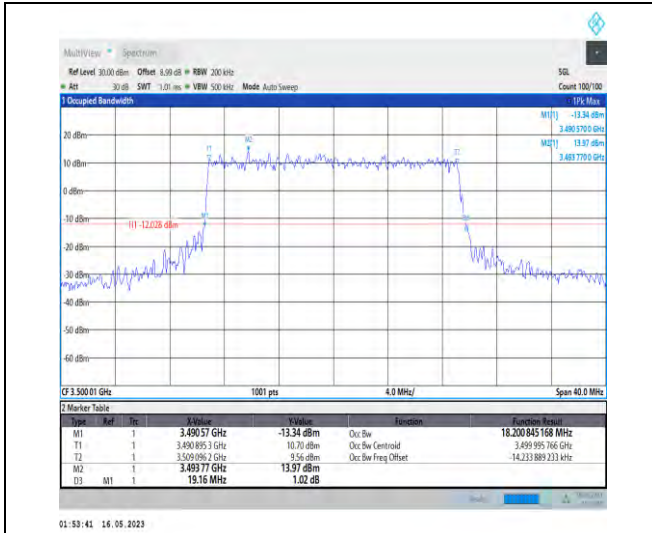 MultiView Spectrum
Ref Level 30.00 dBm Offset 8.99 dB RBW 200 kHz SGL
Att 30 dB SWT 1.01 ms VBW 500 kHz Mode Auto Sweep Count 100/100
1 Occupied Bandwidth 1Pk Max
M1[1] -13.34 dBm
3.490 5700 GHz
M2[1] 13.97 dBm
3.493 7700 GHz
20 dBm
M2
T1 T2
10 dBm
0 dBm
-10 dBm
M1
H1 -12.028 dBm
-20 dBm
-30 dBm
-40 dBm
-50 dBm
-60 dBm
CF 3.500 01 GHz 1001 pts 4.0 MHz/ Span 40.0 MHz
2 Marker Table
Type Ref Trc X-Value Y-Value Function Function Result
M1 1 3.490 57 GHz -13.34 dBm Occ Bw 18.200 845 168 MHz
T1 1 3.490 895 3 GHz 10.70 dBm Occ Bw Centroid 3.499 995 766 GHz
T2 1 3.509 096 2 GHz 9.56 dBm Occ Bw Freq Offset -14.233 889 233 kHz
M2 1 3.493 77 GHz 13.97 dBm
D3 M1 1 19.16 MHz 1.02 dB
01:53:41 16.05.2023